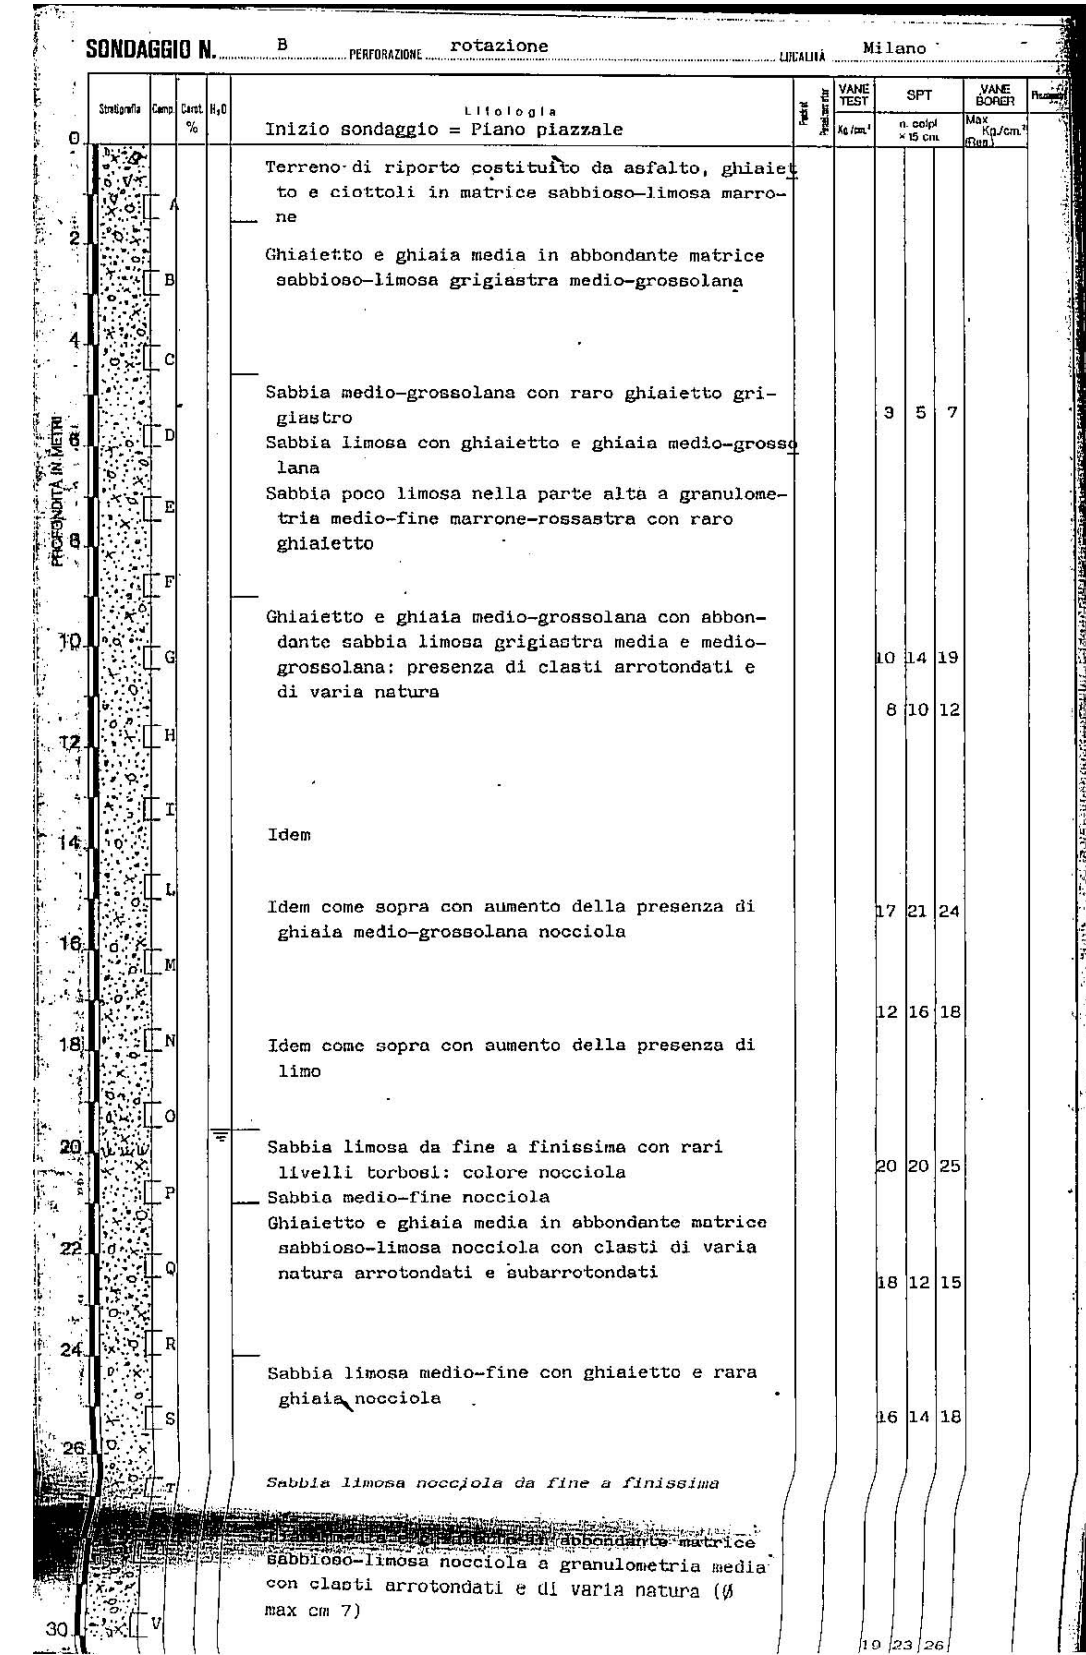 SONDAGGIO N. B PERFORAZIONE rotazione LOCALITÀ Milano
Stratigrafia Camp. Carot. % H₂O Litologia VANE TEST Kg./cm.² SPT n. colpi × 15 cm. VANE BORER Max Kg./cm.²
0 Inizio sondaggio = Piano piazzale
Terreno di riporto costituito da asfalto, ghiaiet
to e ciottoli in matrice sabbioso-limosa marro-
A
ne
2
Ghiaietto e ghiaia media in abbondante matrice
B sabbioso-limosa grigiastra medio-grossolana
4
C
Sabbia medio-grossolana con raro ghiaietto gri-
giastro 3 5 7
D
6 Sabbia limosa con ghiaietto e ghiaia medio-grosso
lana
PROFONDITÀ IN METRI
Sabbia poco limosa nella parte alta a granulome-
E
tria medio-fine marrone-rossastra con raro
8 ghiaietto
F
Ghiaietto e ghiaia medio-grossolana con abbon-
10 dante sabbia limosa grigiastra media e medio-
G grossolana: presenza di clasti arrotondati e 10 14 19
di varia natura
8 10 12
H
12
I
14 Idem
L
Idem come sopra con aumento della presenza di 17 21 24
ghiaia medio-grossolana nocciola
16
M
12 16 18
N
18 Idem come sopra con aumento della presenza di
limo
O
20 Sabbia limosa da fine a finissima con rari
livelli torbosi: colore nocciola 20 20 25
P Sabbia medio-fine nocciola
Ghiaietto e ghiaia media in abbondante matrice
22 sabbioso-limosa nocciola con clasti di varia
Q natura arrotondati e subarrotondati 18 12 15
R
24
Sabbia limosa medio-fine con ghiaietto e rara
ghiaia nocciola
S 16 14 18
26
T Sabbia limosa nocciola da fine a finissima
in abbondante matrice
sabbioso-limosa nocciola a granulometria media
con clasti arrotondati e di varia natura (Ø
max cm 7)
30 V
19 23 26